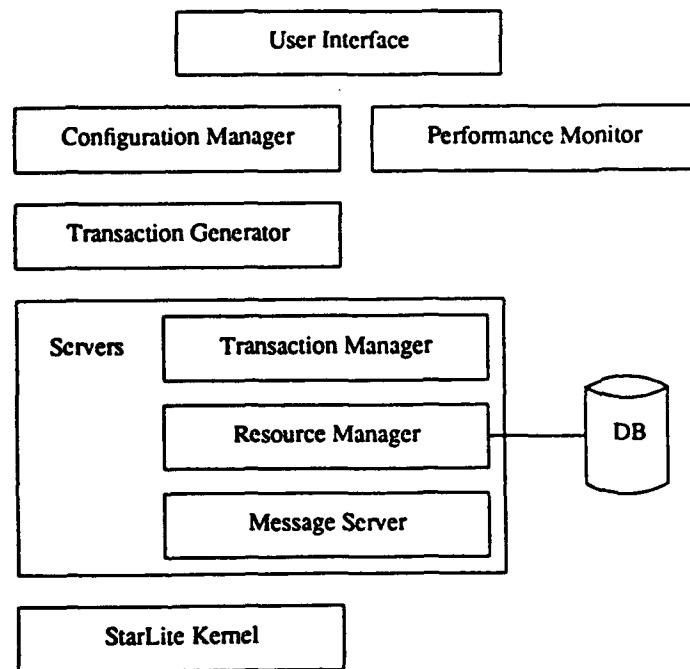 User Interface
Configuration Manager
Performance Monitor
Transaction Generator
Servers
Transaction Manager
Resource Manager
DB
Message Server
StarLite Kernel